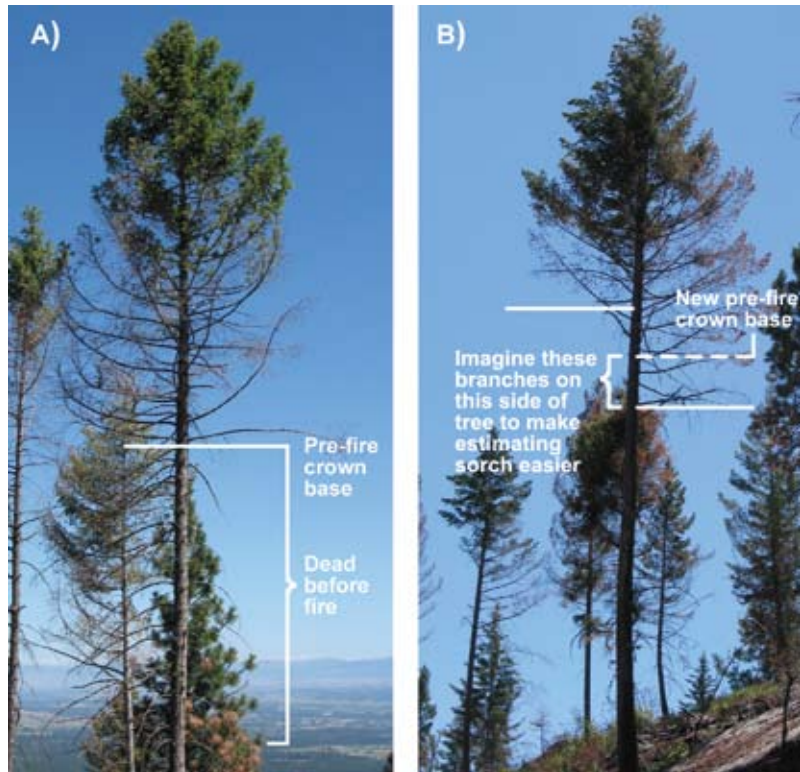 A)
Pre-fire
crown
base
Dead
before
fire
B)
New pre-fire
crown base
Imagine these
branches on
this side of
tree to make
estimating
sorch easier